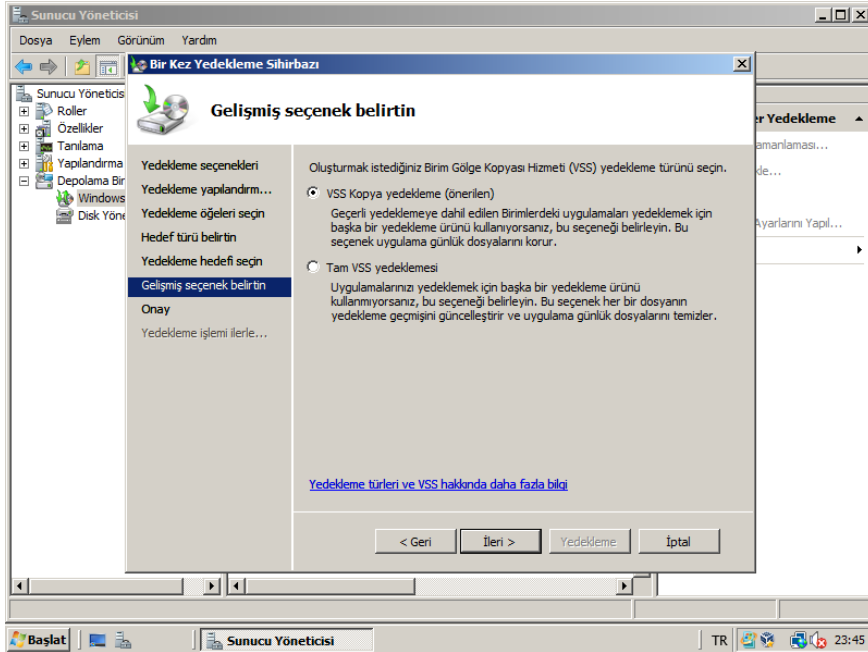 Sunucu Yöneticisi
Dosya Eylem Görünüm Yardım
Bir Kez Yedekleme Sihirbazı
Gelişmiş seçenek belirtin
Sunucu Yöneticis
Roller
Özellikler
Tanılama
Yapılandırma
Depolama Bir
Windows
Disk Yöne
Yedekleme seçenekleri
Yedekleme yapılandırm...
Yedekleme öğeleri seçin
Hedef türü belirtin
Yedekleme hedefi seçin
Gelişmiş seçenek belirtin
Onay
Yedekleme işlemi ilerle...
Oluşturmak istediğiniz Birim Gölge Kopyası Hizmeti (VSS) yedekleme türünü seçin.
VSS Kopya yedekleme (önerilen)
Geçerli yedeklemeye dahil edilen Birimlerdeki uygulamaları yedeklemek için
başka bir yedekleme ürünü kullanıyorsanız, bu seçeneği belirleyin. Bu
seçenek uygulama günlük dosyalarını korur.
Tam VSS yedeklemesi
Uygulamalarınızı yedeklemek için başka bir yedekleme ürünü
kullanmıyorsanız, bu seçeneği belirleyin. Bu seçenek her bir dosyanın
yedekleme geçmişini güncelleştirir ve uygulama günlük dosyalarını temizler.
Yedekleme türleri ve VSS hakkında daha fazla bilgi
< Geri İleri > Yedekleme İptal
er Yedekleme
amanlaması...
kle...
Ayarlarını Yapıl...
Başlat Sunucu Yöneticisi TR 23:45